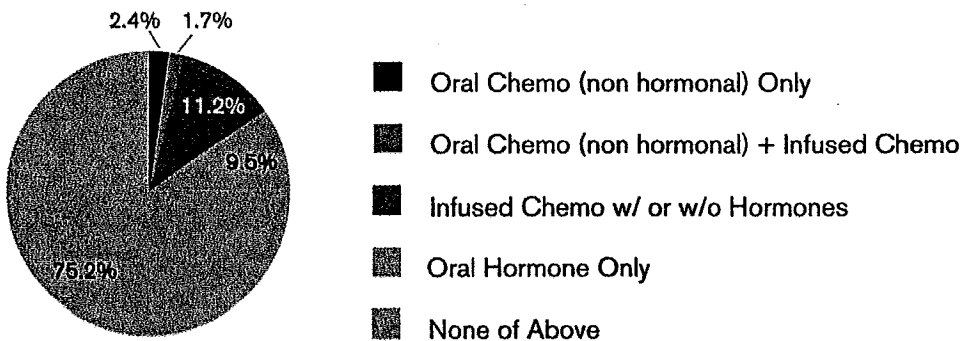 2.4% 1.7%
11.2%
9.5%
75.2%
Oral Chemo (non hormonal) Only
Oral Chemo (non hormonal) + Infused Chemo
Infused Chemo w/ or w/o Hormones
Oral Hormone Only
None of Above